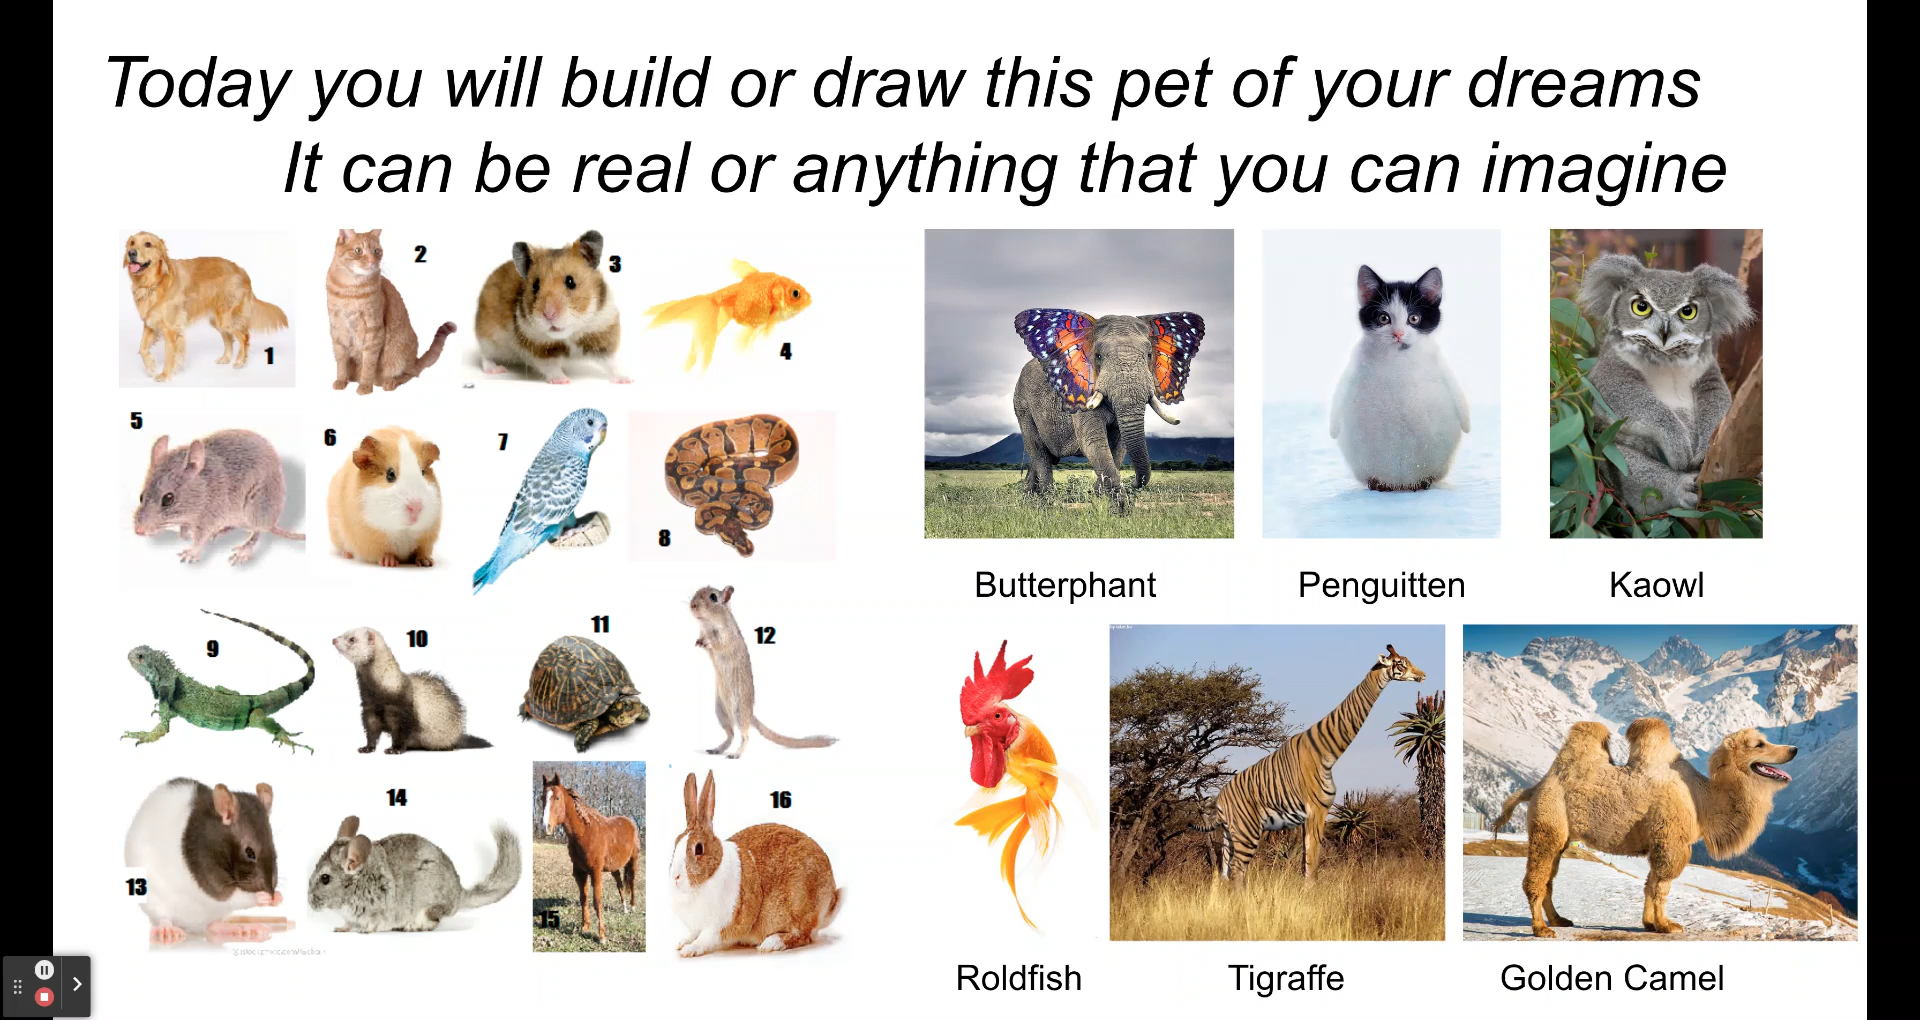 Today you will build or draw this pet of your dreams
It can be real or anything that you can imagine
1
2
3
4
5
6
7
8
9
10
11
12
13
14
15
16
Butterphant
Penguitten
Kaowl
Roldfish
Tigraffe
Golden Camel